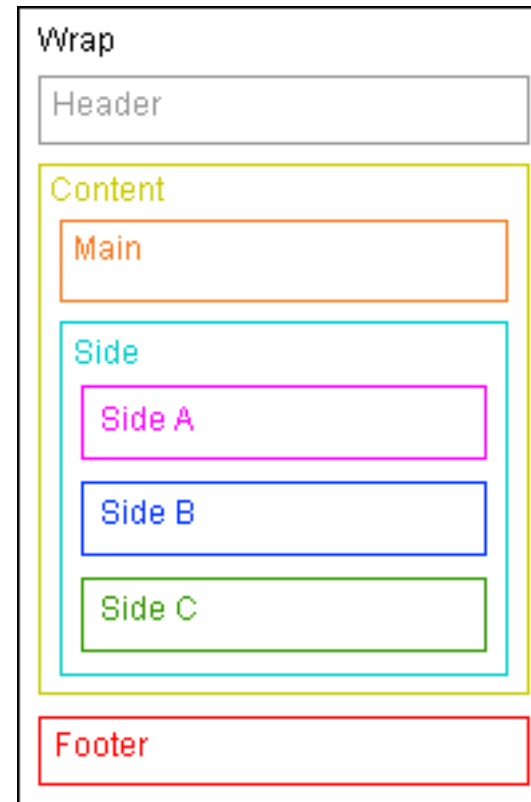 Wrap
Header
Content
Main
Side
Side A
Side B
Side C
Footer